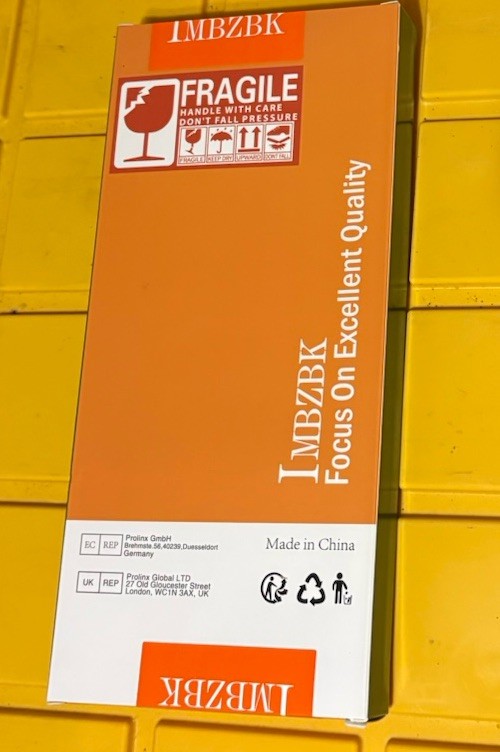 IMBZBK
FRAGILE
HANDLE WITH CARE
DON'T FALL PRESSURE
FRAGILE KEEP DRY UPWARD DONT FALL
IMBZBK
Focus On Excellent Quality
EC REP
Prolinx GmbH
Brehmstr.56,40239,Duesseldorf
Germany
Made in China
UK REP
Prolinx Global LTD
27 Old Gloucester Street
London, WC1N 3AX, UK
IMBZBK